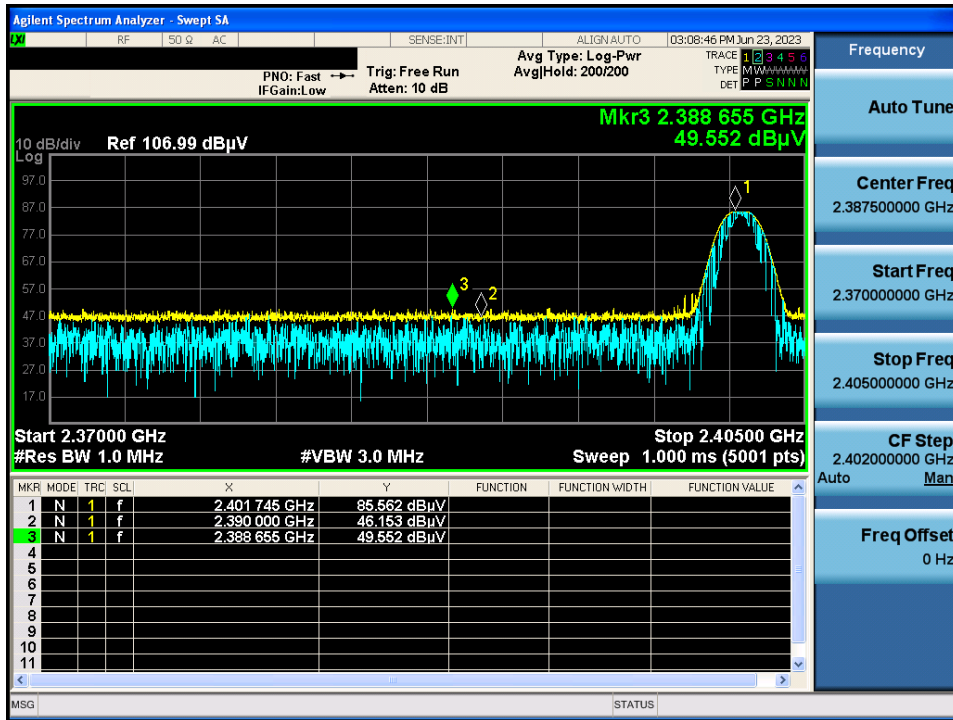 Agilent Spectrum Analyzer - Swept SA
LXI RF 50 Ω AC SENSE:INT ALIGN AUTO 03:08:46 PM Jun 23, 2023
PNO: Fast
IFGain:Low
Trig: Free Run
Atten: 10 dB
Avg Type: Log-Pwr
Avg|Hold: 200/200
TRACE 1 2 3 4 5 6
TYPE M W W W W W
DET P P S N N N
Mkr3 2.388 655 GHz
49.552 dBµV
10 dB/div Ref 106.99 dBµV
Log
97.0
87.0
77.0
67.0
57.0
47.0
37.0
27.0
17.0
1
3
2
Start 2.37000 GHz Stop 2.40500 GHz
#Res BW 1.0 MHz #VBW 3.0 MHz Sweep 1.000 ms (5001 pts)
MKR MODE TRC SCL X Y FUNCTION FUNCTION WIDTH FUNCTION VALUE
1 N 1 f 2.401 745 GHz 85.562 dBµV
2 N 1 f 2.390 000 GHz 46.153 dBµV
3 N 1 f 2.388 655 GHz 49.552 dBµV
4
5
6
7
8
9
10
11
MSG STATUS
Frequency
Auto Tune
Center Freq
2.387500000 GHz
Start Freq
2.370000000 GHz
Stop Freq
2.405000000 GHz
CF Step
2.402000000 GHz
Auto Man
Freq Offset
0 Hz